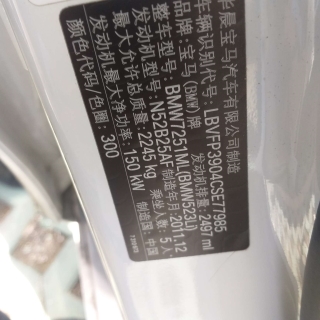 华晨宝马汽车有限公司制造
车辆识别代号: LBVFP3904CSE77985
品牌: 宝马 (BMW) 牌 发动机排量: 2497 ml
整车型号: BMW7251ML(BMW523Li)
发动机型号: N52B25AF 制造年月: 2011.12
最大允许总质量: 2245 kg 乘坐人数: 5 人
发动机最大净功率: 150 kW 制造国: 中国
颜色代码/色圈: 300